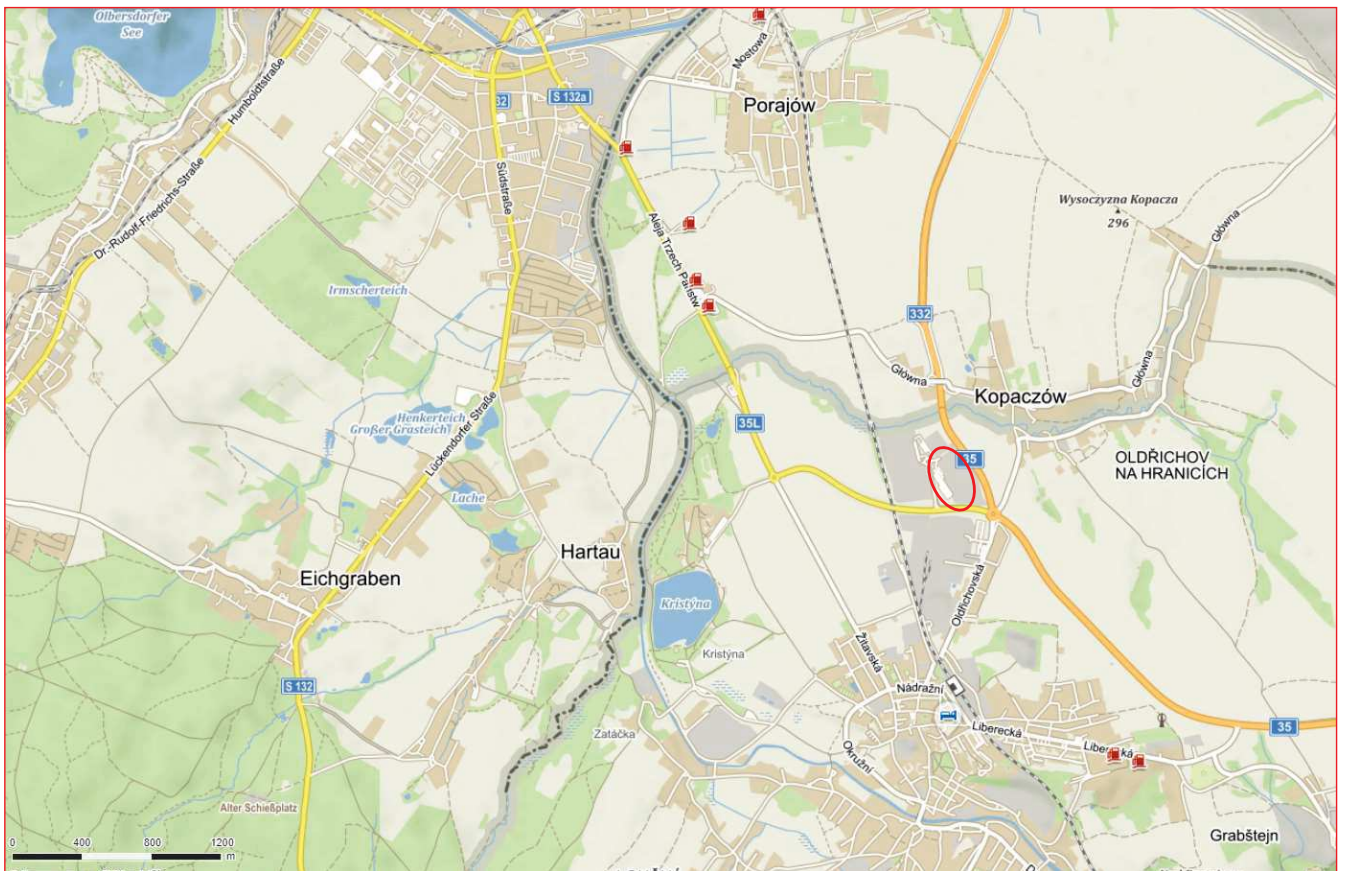 Olbersdorfer
See
Humboldtstraße
Mostowa
32
S 132a
Porajów
Südstraße
Dr.-Rudolf-Friedrichs-Straße
Wysoczyzna Kopacza
296
Główna
Aleja Trzech Państw
Irmscherteich
332
Główna
Główna
Kopaczów
Henkerteich
Großer Grasteich
Lückendorfer Straße
35L
35
OLDŘICHOV
NA HRANICÍCH
Lache
Hartau
Eichgraben
Kristýna
Oldřichovská
Kristýna
Žitavská
S 132
Nádražní
Liberecká
35
Zatáčka
Liberecká
Okružní
Alter Schießplatz
Grabštejn
0 400 800 1200
m